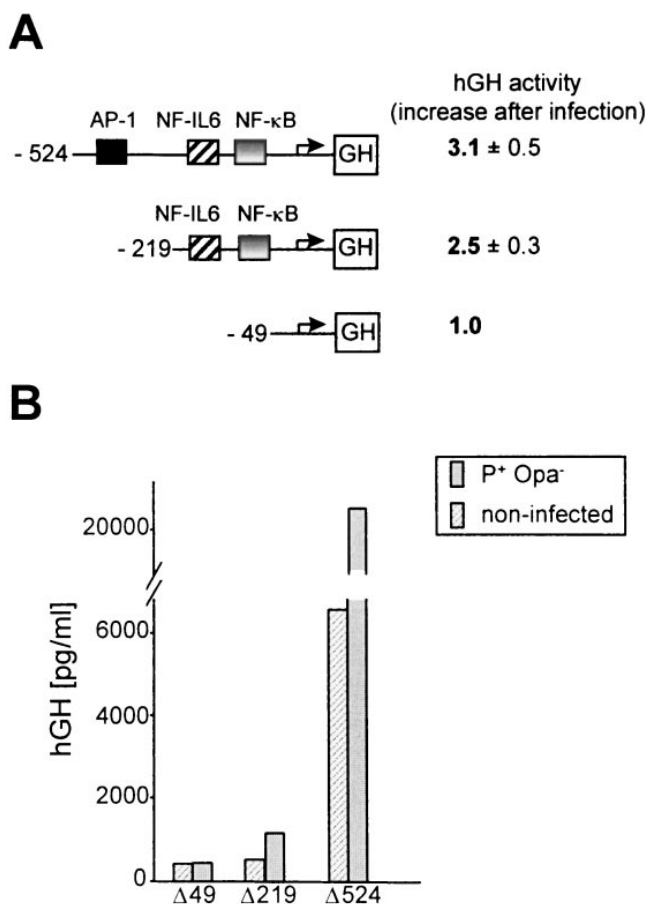 A
hGH activity
(increase after infection)
AP-1 NF-IL6 NF-κB
- 524 GH 3.1 ± 0.5
NF-IL6 NF-κB
- 219 GH 2.5 ± 0.3
- 49 GH 1.0
B
P⁺ Opa⁻
non-infected
hGH [pg/ml]
20000
6000
4000
2000
0
Δ49 Δ219 Δ524